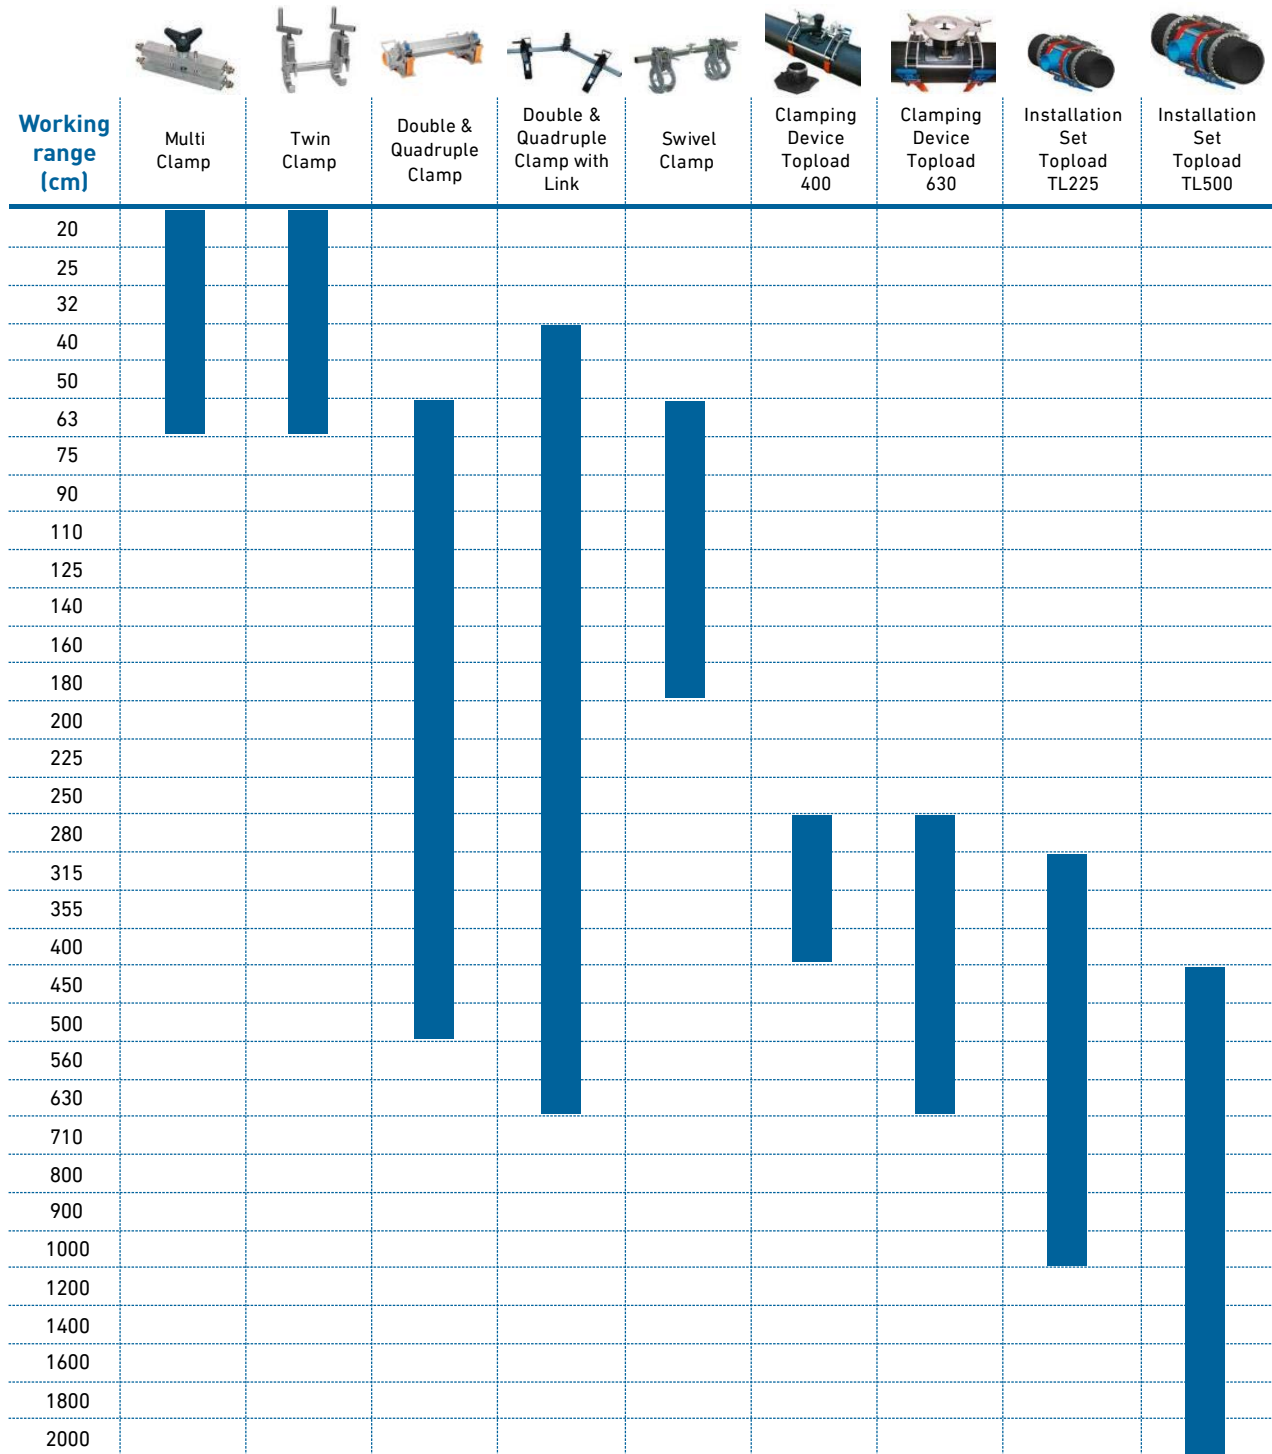 Working
range
(cm)
Multi
Clamp
Twin
Clamp
Double &
Quadruple
Clamp
Double &
Quadruple
Clamp with
Link
Swivel
Clamp
Clamping
Device
Topload
400
Clamping
Device
Topload
630
Installation
Set
Topload
TL225
Installation
Set
Topload
TL500
20
25
32
40
50
63
75
90
110
125
140
160
180
200
225
250
280
315
355
400
450
500
560
630
710
800
900
1000
1200
1400
1600
1800
2000